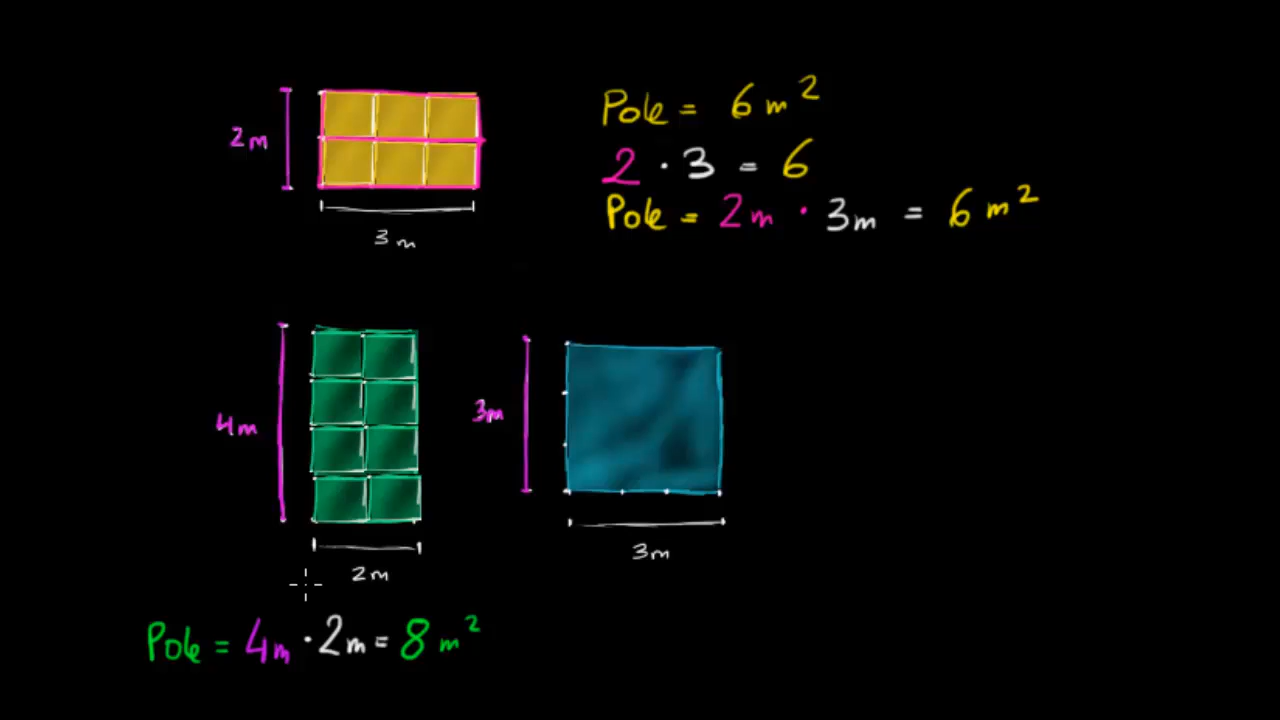 Pole = 6 m²
2m
2 · 3 = 6
Pole = 2m · 3m = 6 m²
3 m
4m
3m
3m
2m
Pole = 4m · 2m = 8 m²